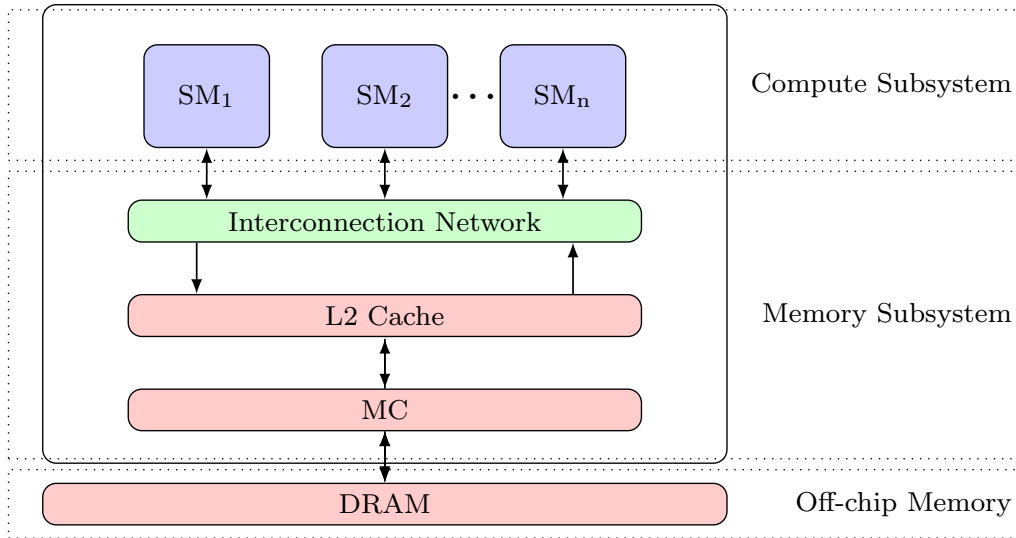 SM₁ SM₂ ··· SMₙ Compute Subsystem
Interconnection Network
L2 Cache Memory Subsystem
MC
DRAM Off-chip Memory